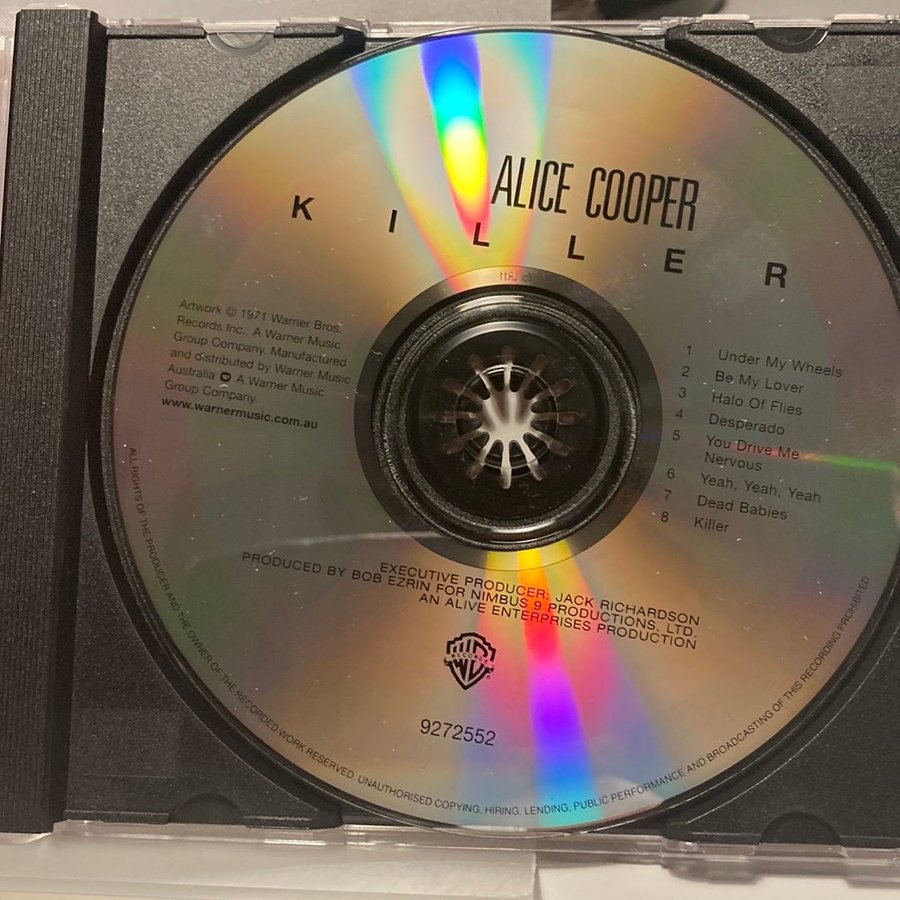 ALICE COOPER
KILLER
Artwork © 1971 Warner Bros.
Records Inc., A Warner Music
Group Company. Manufactured
and distributed by Warner Music
Australia A Warner Music
Group Company.
www.warnermusic.com.au
1 Under My Wheels
2 Be My Lover
3 Halo Of Flies
4 Desperado
5 You Drive Me
Nervous
6 Yeah, Yeah, Yeah
7 Dead Babies
8 Killer
EXECUTIVE PRODUCER: JACK RICHARDSON
PRODUCED BY BOB EZRIN FOR NIMBUS 9 PRODUCTIONS, LTD.
AN ALIVE ENTERPRISES PRODUCTION
WB
RECORDS
9272552
ALL RIGHTS OF THE PRODUCER AND THE OWNER OF THE RECORDED WORK RESERVED. UNAUTHORISED COPYING, HIRING, LENDING, PUBLIC PERFORMANCE AND BROADCASTING OF THIS RECORDING PROHIBITED